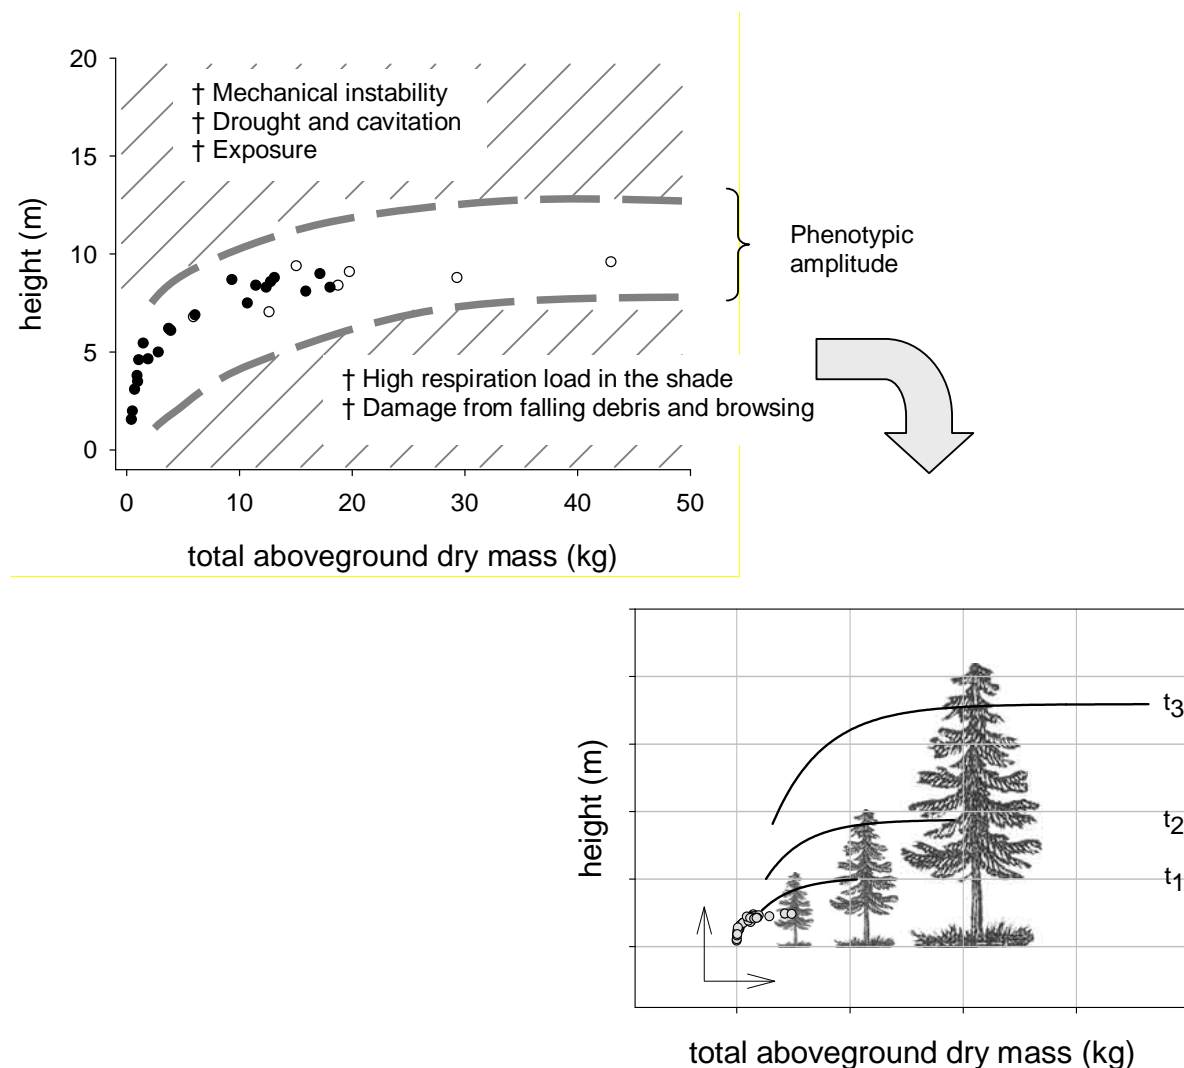 20
15
10
5
0
height (m)
† Mechanical instability
† Drought and cavitation
† Exposure
Phenotypic
amplitude
† High respiration load in the shade
† Damage from falling debris and browsing
0 10 20 30 40 50
total aboveground dry mass (kg)
height (m)
t3
t2
t1
total aboveground dry mass (kg)